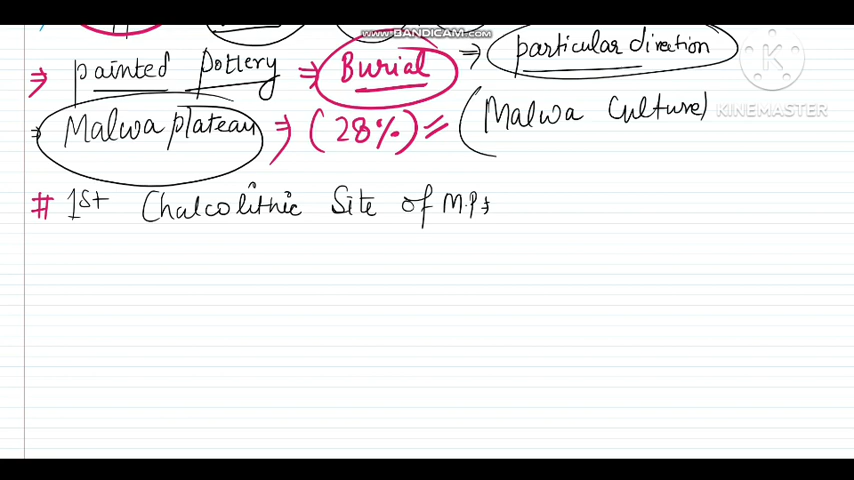 WWW.BANDICAM.COM
⇒ painted pottery ⇒ Burial ⇒ particular direction
KINEMASTER
⇒ Malwa plateau ⇒ (28%) = (Malwa Culture)
# 1st Chalcolithic Site of M.P⇒